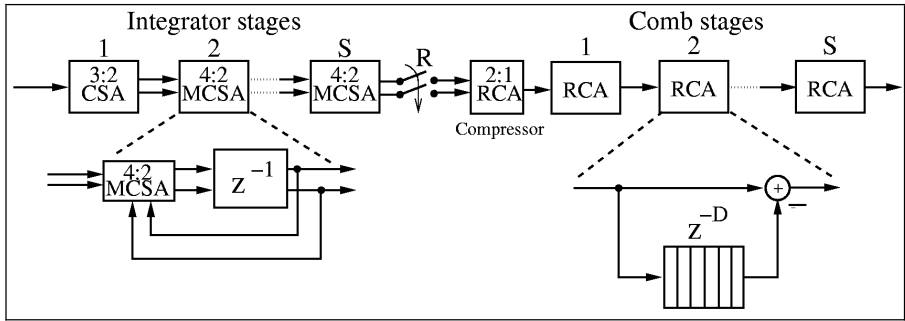 Integrator stages
Comb stages
1
2
S
R
1
2
S
3:2
CSA
4:2
MCSA
4:2
MCSA
2:1
RCA
RCA
RCA
RCA
Compressor
4:2
MCSA
z -1
z -D
+
−